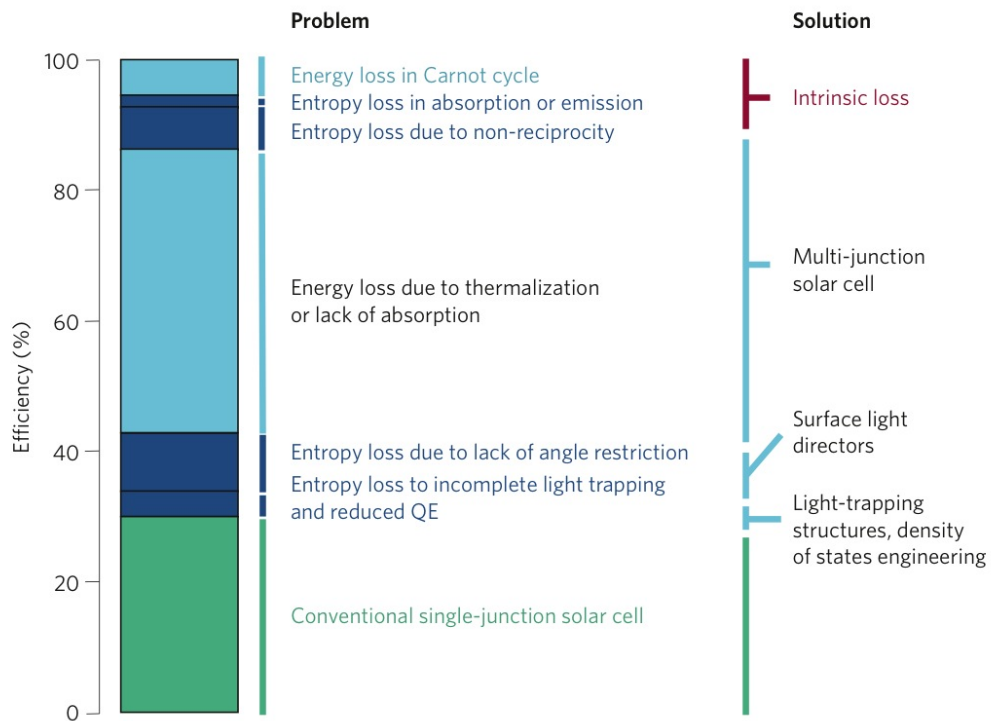 Problem
Solution
Efficiency (%)
100
80
60
40
20
0
Energy loss in Carnot cycle
Entropy loss in absorption or emission
Entropy loss due to non-reciprocity
Energy loss due to thermalization
or lack of absorption
Entropy loss due to lack of angle restriction
Entropy loss to incomplete light trapping
and reduced QE
Conventional single-junction solar cell
Intrinsic loss
Multi-junction
solar cell
Surface light
directors
Light-trapping
structures, density
of states engineering